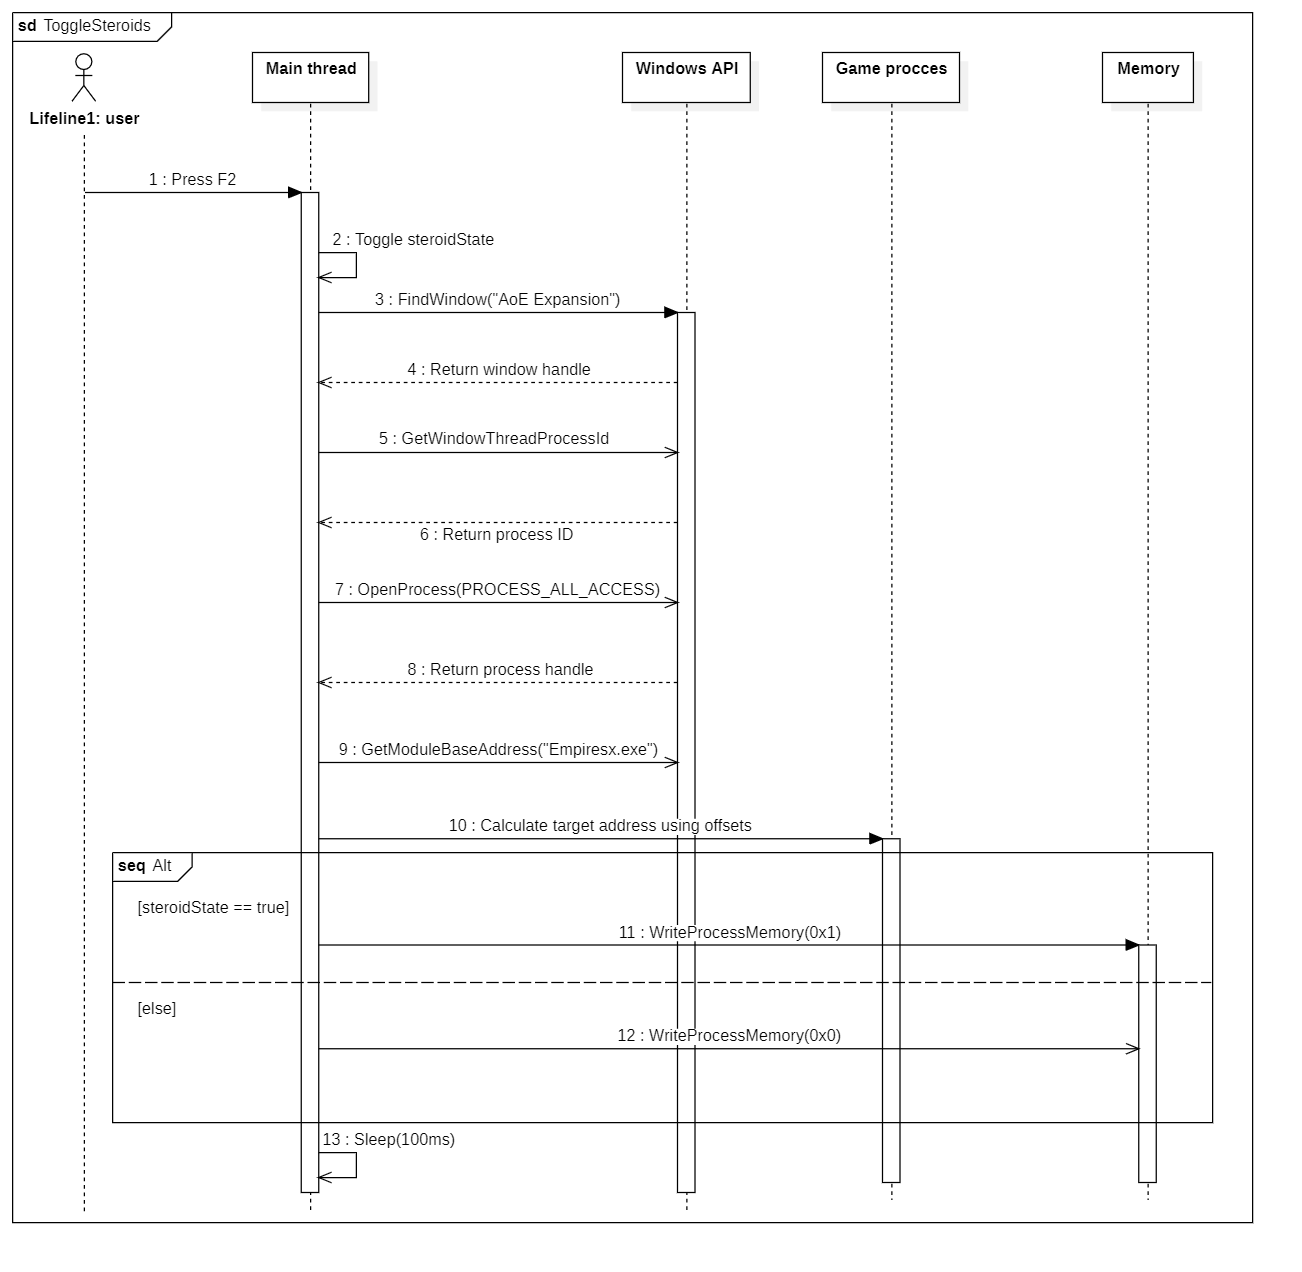 sd ToggleSteroids
Main thread
Windows API
Game procces
Memory
Lifeline1: user
1 : Press F2
2 : Toggle steroidState
3 : FindWindow("AoE Expansion")
4 : Return window handle
5 : GetWindowThreadProcessId
6 : Return process ID
7 : OpenProcess(PROCESS_ALL_ACCESS)
8 : Return process handle
9 : GetModuleBaseAddress("Empiresx.exe")
10 : Calculate target address using offsets
seq Alt
[steroidState == true]
11 : WriteProcessMemory(0x1)
[else]
12 : WriteProcessMemory(0x0)
13 : Sleep(100ms)